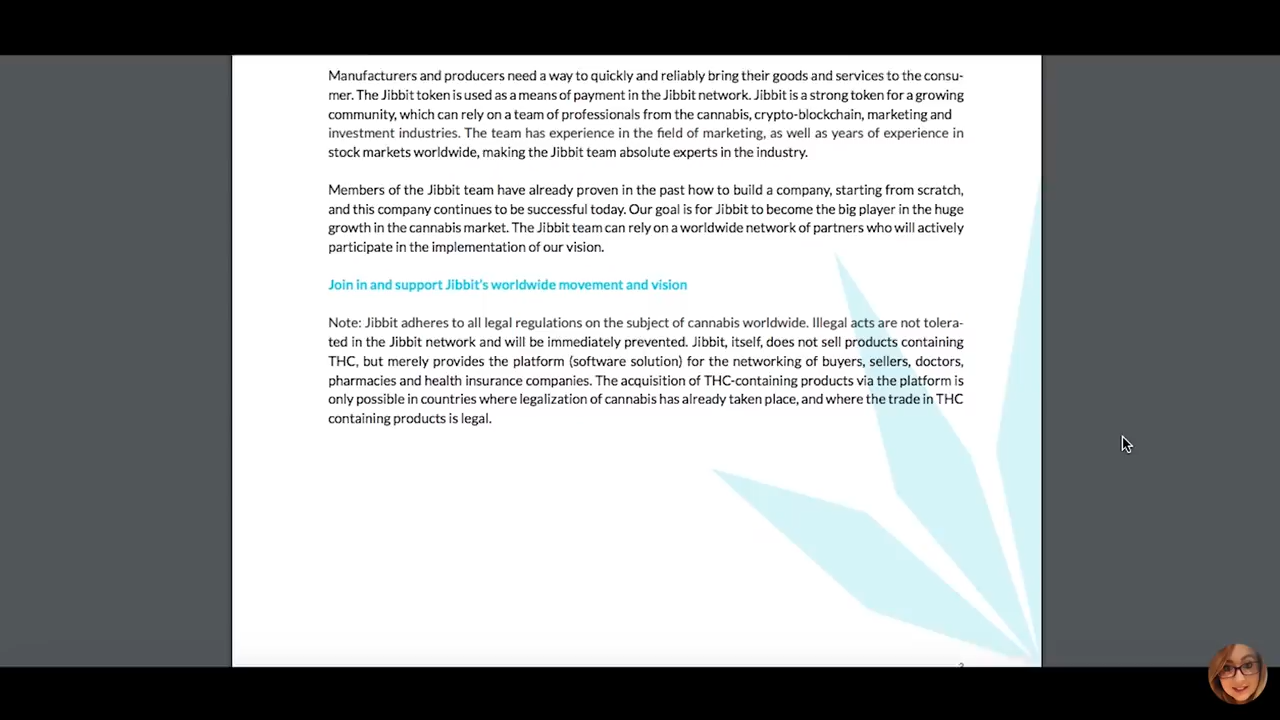 Manufacturers and producers need a way to quickly and reliably bring their goods and services to the consu-
mer. The Jibbit token is used as a means of payment in the Jibbit network. Jibbit is a strong token for a growing
community, which can rely on a team of professionals from the cannabis, crypto-blockchain, marketing and
investment industries. The team has experience in the field of marketing, as well as years of experience in
stock markets worldwide, making the Jibbit team absolute experts in the industry.
Members of the Jibbit team have already proven in the past how to build a company, starting from scratch,
and this company continues to be successful today. Our goal is for Jibbit to become the big player in the huge
growth in the cannabis market. The Jibbit team can rely on a worldwide network of partners who will actively
participate in the implementation of our vision.
Join in and support Jibbit's worldwide movement and vision
Note: Jibbit adheres to all legal regulations on the subject of cannabis worldwide. Illegal acts are not tolera-
ted in the Jibbit network and will be immediately prevented. Jibbit, itself, does not sell products containing
THC, but merely provides the platform (software solution) for the networking of buyers, sellers, doctors,
pharmacies and health insurance companies. The acquisition of THC-containing products via the platform is
only possible in countries where legalization of cannabis has already taken place, and where the trade in THC
containing products is legal.